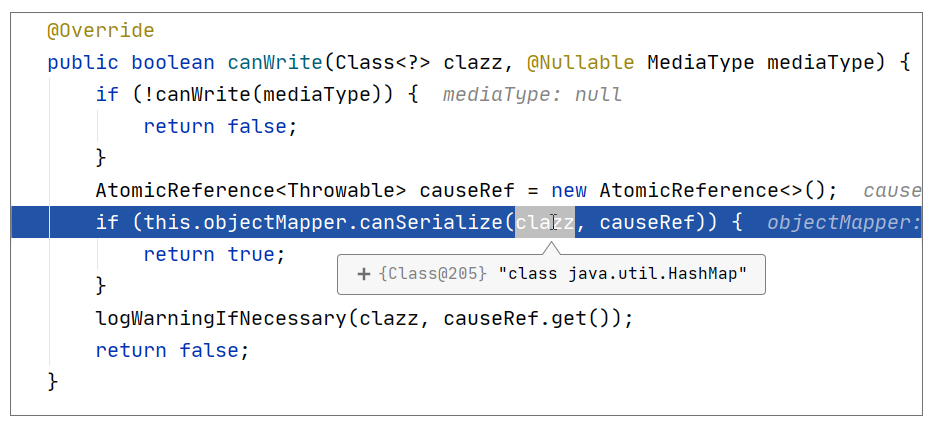 @Override
public boolean canWrite(Class<?> clazz, @Nullable MediaType mediaType) {
if (!canWrite(mediaType)) {  mediaType: null
return false;
}
AtomicReference<Throwable> causeRef = new AtomicReference<>();  cause
if (this.objectMapper.canSerialize(clazz, causeRef)) {  objectMapper:
return true;
+ {Class@205} "class java.util.HashMap"
}
logWarningIfNecessary(clazz, causeRef.get());
return false;
}